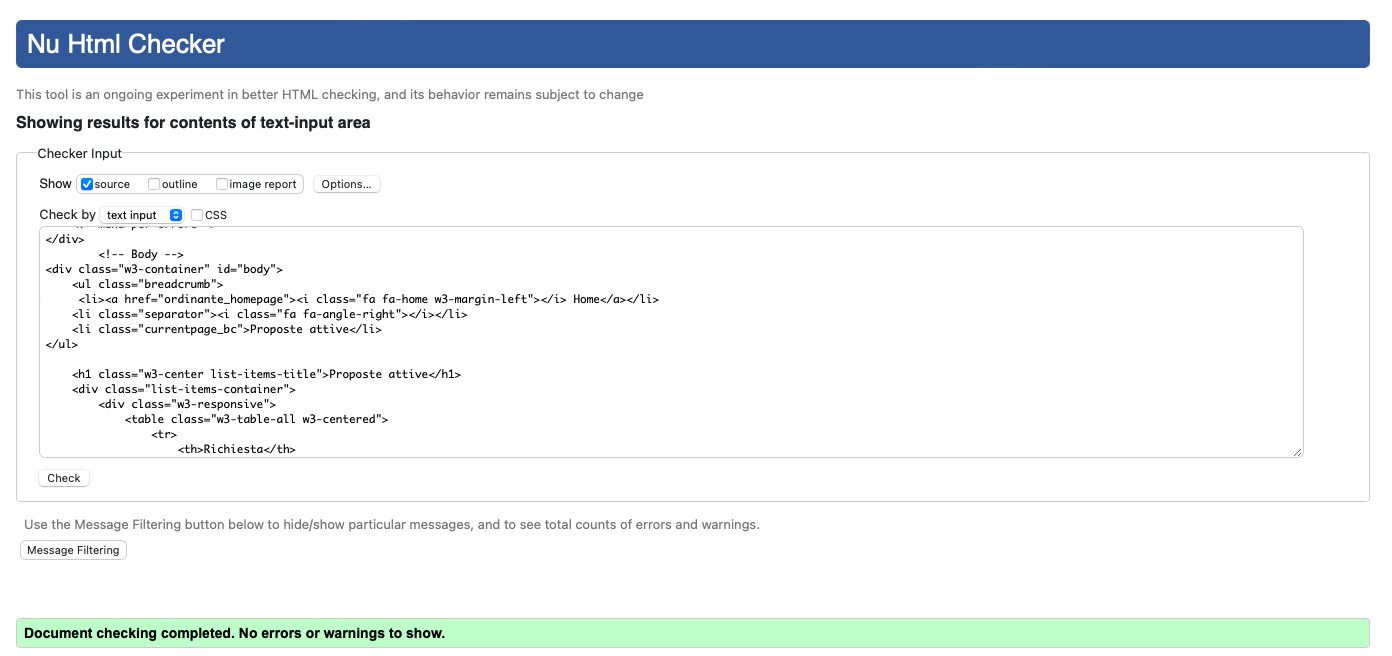 Nu Html Checker
This tool is an ongoing experiment in better HTML checking, and its behavior remains subject to change
Showing results for contents of text-input area
Checker Input
Show source outline image report Options...
Check by text input CSS
</div>
<!-- Body -->
<div class="w3-container" id="body">
<ul class="breadcrumb">
<li><a href="ordinante_homepage"><i class="fa fa-home w3-margin-left"></i> Home</a></li>
<li class="separator"><i class="fa fa-angle-right"></i></li>
<li class="currentpage_bc">Proposte attive</li>
</ul>
<h1 class="w3-center list-items-title">Proposte attive</h1>
<div class="list-items-container">
<div class="w3-responsive">
<table class="w3-table-all w3-centered">
<tr>
<th>Richiesta</th>
Check
Use the Message Filtering button below to hide/show particular messages, and to see total counts of errors and warnings.
Message Filtering
Document checking completed. No errors or warnings to show.